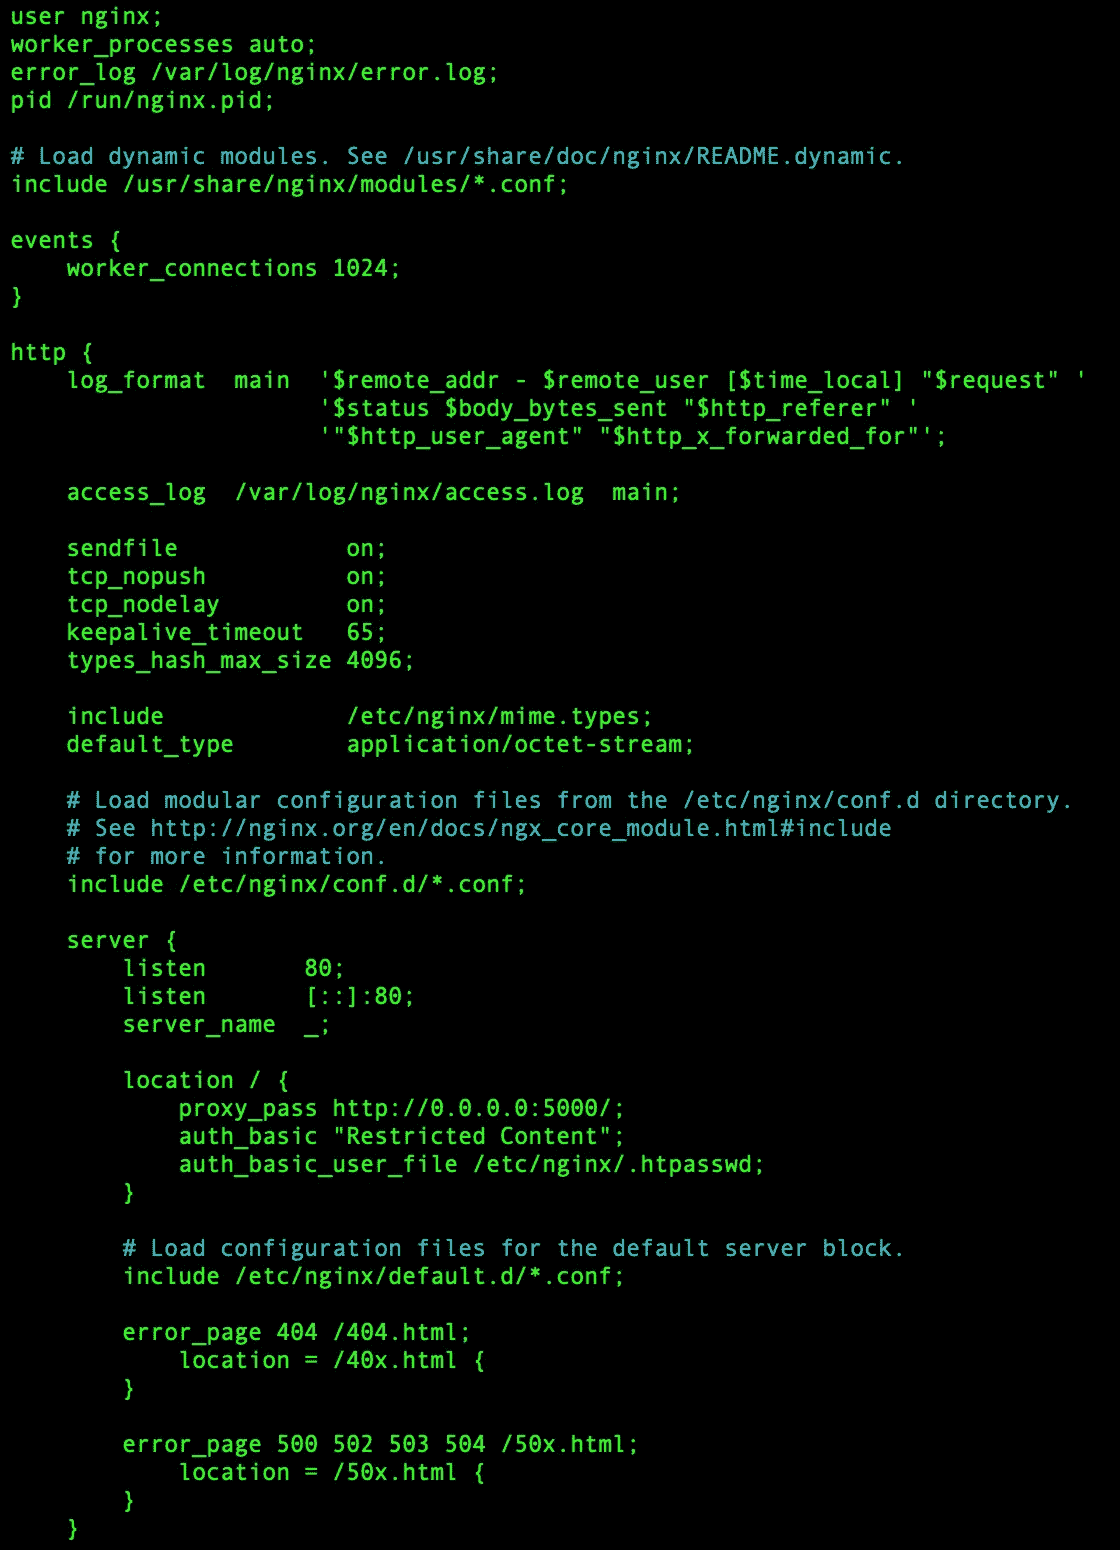 user nginx;
worker_processes auto;
error_log /var/log/nginx/error.log;
pid /run/nginx.pid;

# Load dynamic modules. See /usr/share/doc/nginx/README.dynamic.
include /usr/share/nginx/modules/*.conf;

events {
    worker_connections 1024;
}

http {
    log_format  main  '$remote_addr - $remote_user [$time_local] "$request" '
                      '$status $body_bytes_sent "$http_referer" '
                      '"$http_user_agent" "$http_x_forwarded_for"';

    access_log  /var/log/nginx/access.log  main;

    sendfile            on;
    tcp_nopush          on;
    tcp_nodelay         on;
    keepalive_timeout   65;
    types_hash_max_size 4096;

    include             /etc/nginx/mime.types;
    default_type        application/octet-stream;

    # Load modular configuration files from the /etc/nginx/conf.d directory.
    # See http://nginx.org/en/docs/ngx_core_module.html#include
    # for more information.
    include /etc/nginx/conf.d/*.conf;

    server {
        listen       80;
        listen       [::]:80;
        server_name  _;

        location / {
            proxy_pass http://0.0.0.0:5000/;
            auth_basic "Restricted Content";
            auth_basic_user_file /etc/nginx/.htpasswd;
        }

        # Load configuration files for the default server block.
        include /etc/nginx/default.d/*.conf;

        error_page 404 /404.html;
            location = /40x.html {
        }

        error_page 500 502 503 504 /50x.html;
            location = /50x.html {
        }
    }